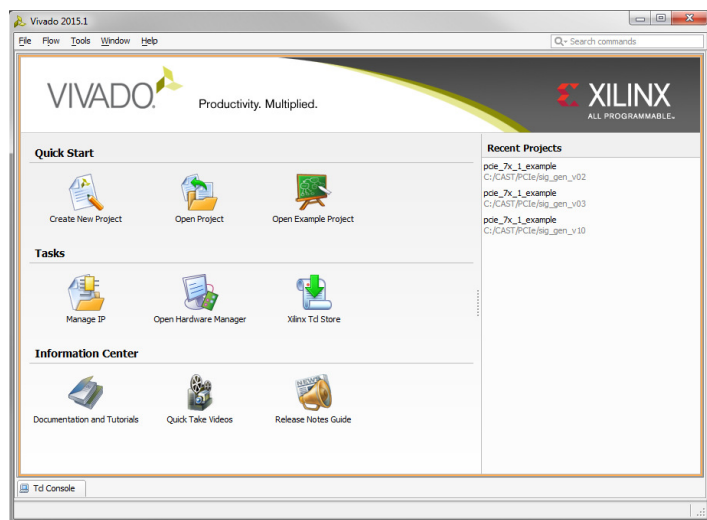 Vivado 2015.1
File Flow Tools Window Help
Search commands
VIVADO.
Productivity. Multiplied.
XILINX
ALL PROGRAMMABLE.
Quick Start
Create New Project
Open Project
Open Example Project
Tasks
Manage IP
Open Hardware Manager
Xilinx Tcl Store
Information Center
Documentation and Tutorials
Quick Take Videos
Release Notes Guide
Recent Projects
pcie_7x_1_example
C:/CAST/PCIe/sig_gen_v02
pcie_7x_1_example
C:/CAST/PCIe/sig_gen_v03
pcie_7x_1_example
C:/CAST/PCIe/sig_gen_v10
Tcl Console